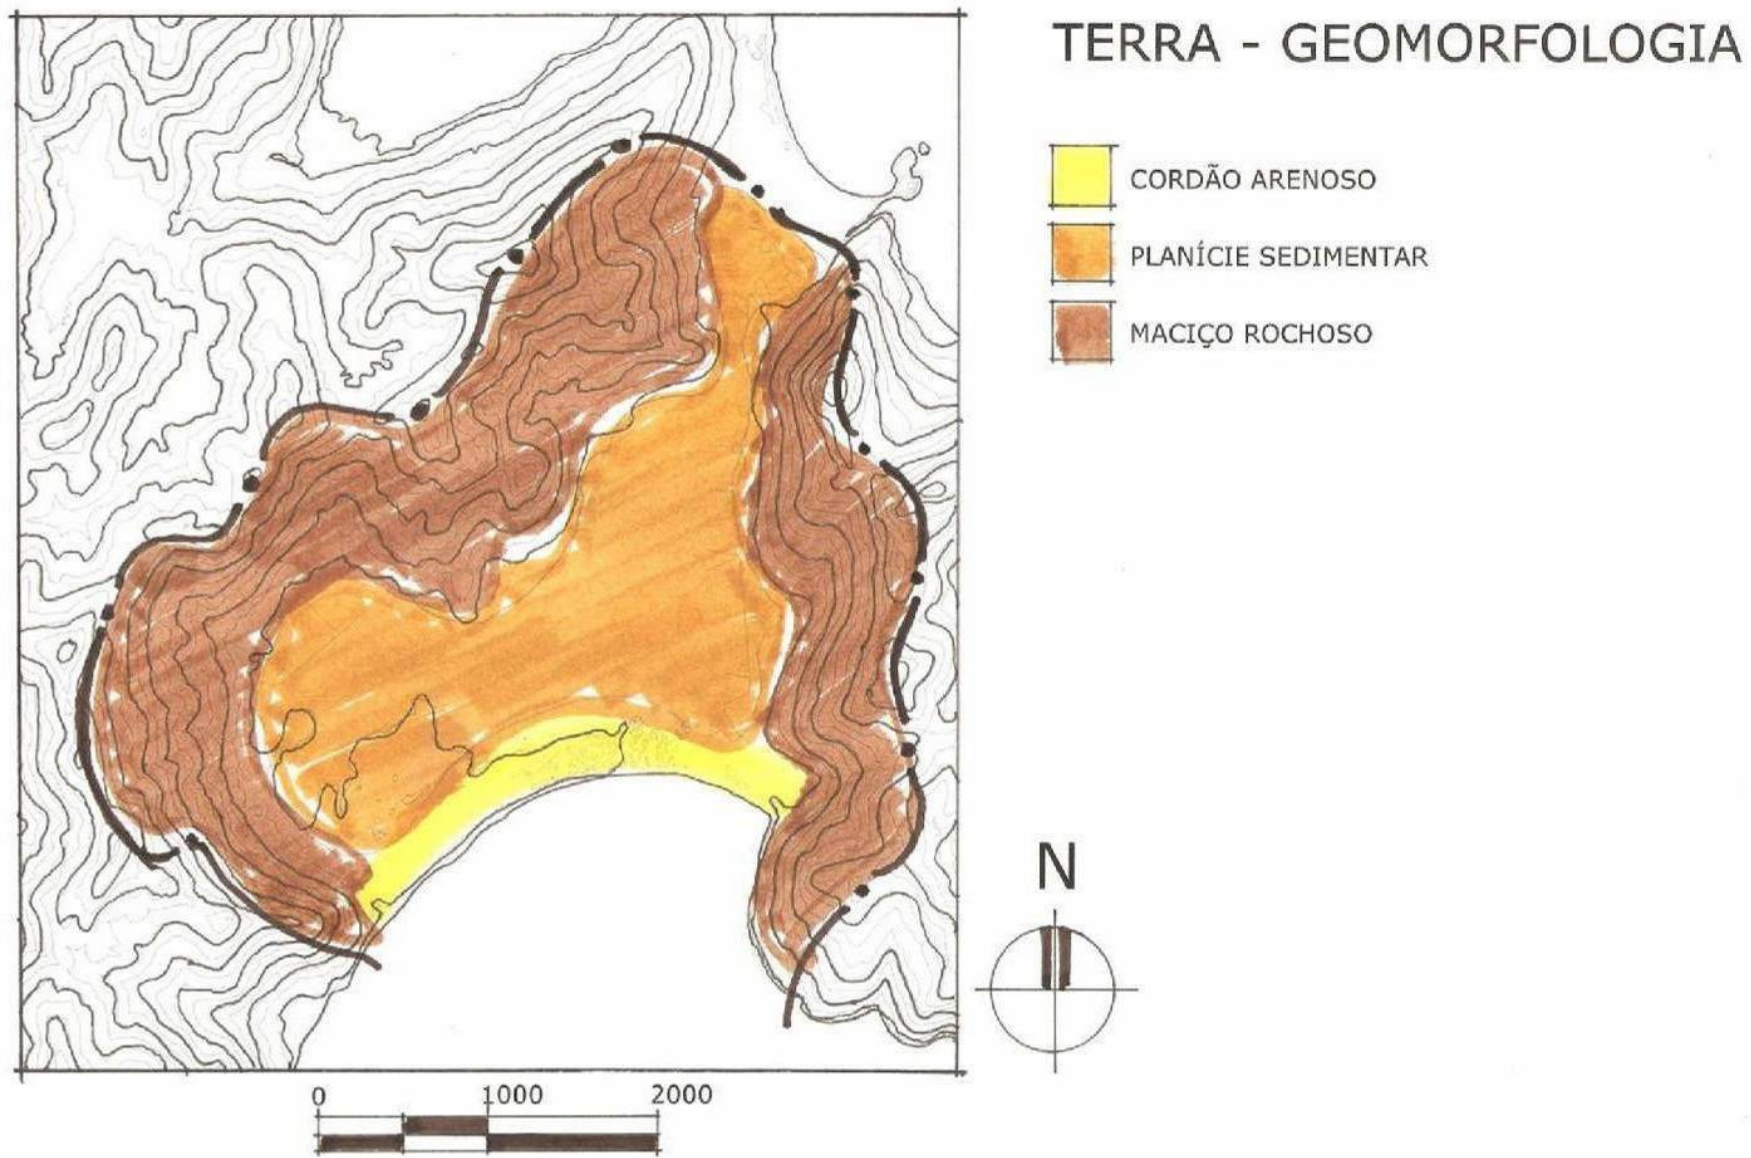 TERRA - GEOMORFOLOGIA
CORDÃO ARENOSO
PLANÍCIE SEDIMENTAR
MACIÇO ROCHOSO
N
0 1000 2000